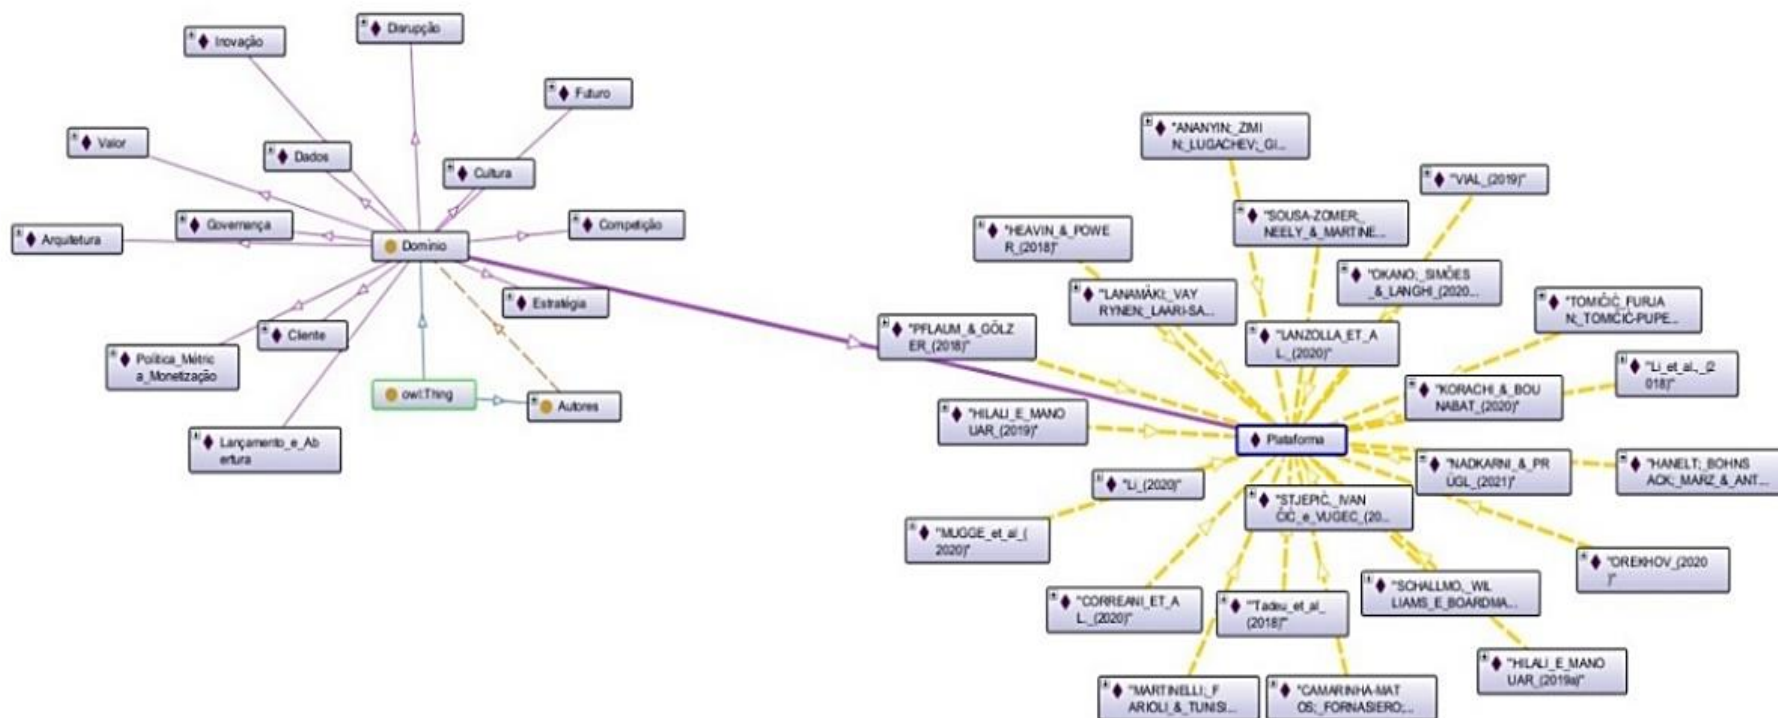 Inovação
Disrupção
Futuro
Valor
Dados
Cultura
Arquitetura
Governança
Domínio
Competição
Estratégia
Cliente
Política_Métric
a_Monetização
owl:Thing
Autores
Lançamento_e_Ab
ertura
"ANANYIN;_ZIMI
N;_LUGACHEV;_GI...
"VIAL_(2019)"
"SOUSA-ZOMER;_
NEELY_&_MARTINE...
"HEAVIN_&_POWE
R_(2018)"
"OKANO;_SIMÕES
_&_LANGHI_(2020...
"LANAMÄKI;_VAY
RYNEN;_LAARI-SA...
"TOMIČIĆ_FURJA
N;_TOMIČIĆ-PUPE...
"PFLAUM_&_GÖLZ
ER_(2018)"
"LANZOLLA_ET_A
L._(2020)"
"Li_et_al.,_(2
018)"
"KORACHI_&_BOU
NABAT_(2020)"
"HILALI_E_MANO
UAR_(2019)"
Plataforma
"NADKARNI_&_PR
ÜGL_(2021)"
"HANELT;_BOHNS
ACK;_MARZ_&_ANT...
"Li_(2020)"
"STJEPIĆ,_IVAN
ČIĆ_e_VUGEC_(20...
"MUGGE_et_al_(
2020)"
"OREKHOV_(2020
)"
"SCHALLMO,_WIL
LIAMS_E_BOARDMA...
"CORREANI_ET_A
L._(2020)"
"Tadeu_et_al_
(2018)"
"HILALI_E_MANO
UAR_(2019a)"
"MARTINELLI;_F
ARIOLI_&_TUNISI...
"CAMARINHA-MAT
OS;_FORNASIERO;...